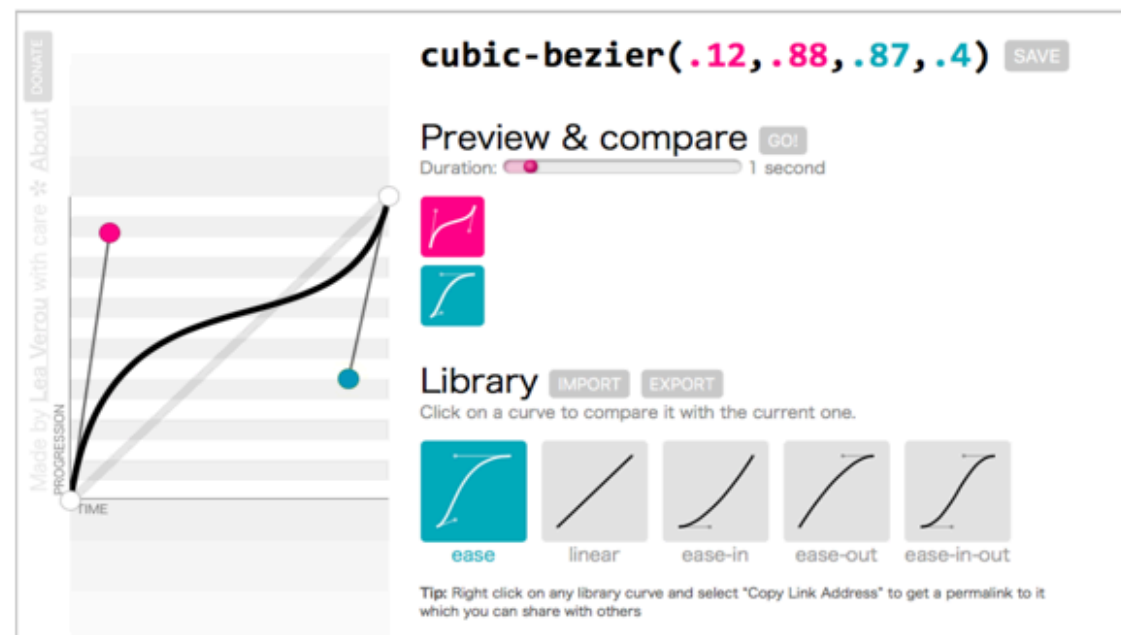 DONATE
Made by Lea Verou with care * About
cubic-bezier(.12,.88,.87,.4) SAVE
Preview & compare GO!
Duration: 1 second
PROGRESSION
TIME
Library IMPORT EXPORT
Click on a curve to compare it with the current one.
ease linear ease-in ease-out ease-in-out
Tip: Right click on any library curve and select "Copy Link Address" to get a permalink to it
which you can share with others